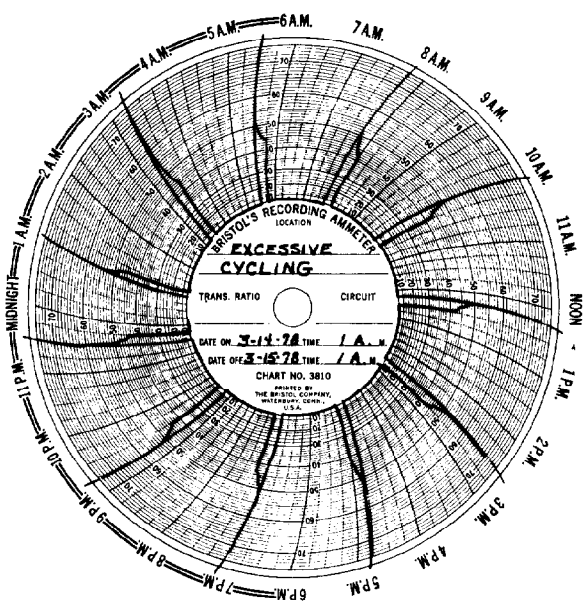 6 A.M.
7 A.M.
8 A.M.
9 A.M.
10 A.M.
11 A.M.
NOON
1 P.M.
2 P.M.
3 P.M.
4 P.M.
5 P.M.
6 P.M.
7 P.M.
8 P.M.
9 P.M.
10 P.M.
11 P.M.
MIDNIGHT
1 A.M.
2 A.M.
3 A.M.
4 A.M.
5 A.M.
BRISTOL'S RECORDING AMMETER
LOCATION
EXCESSIVE
CYCLING
TRANS. RATIO CIRCUIT
DATE ON 3-14-78 TIME 1 A. M.
DATE OFF 3-15-78 TIME 1 A. M.
CHART NO. 3810
PRINTED BY
THE BRISTOL COMPANY,
WATERBURY, CONN.,
U.S.A.